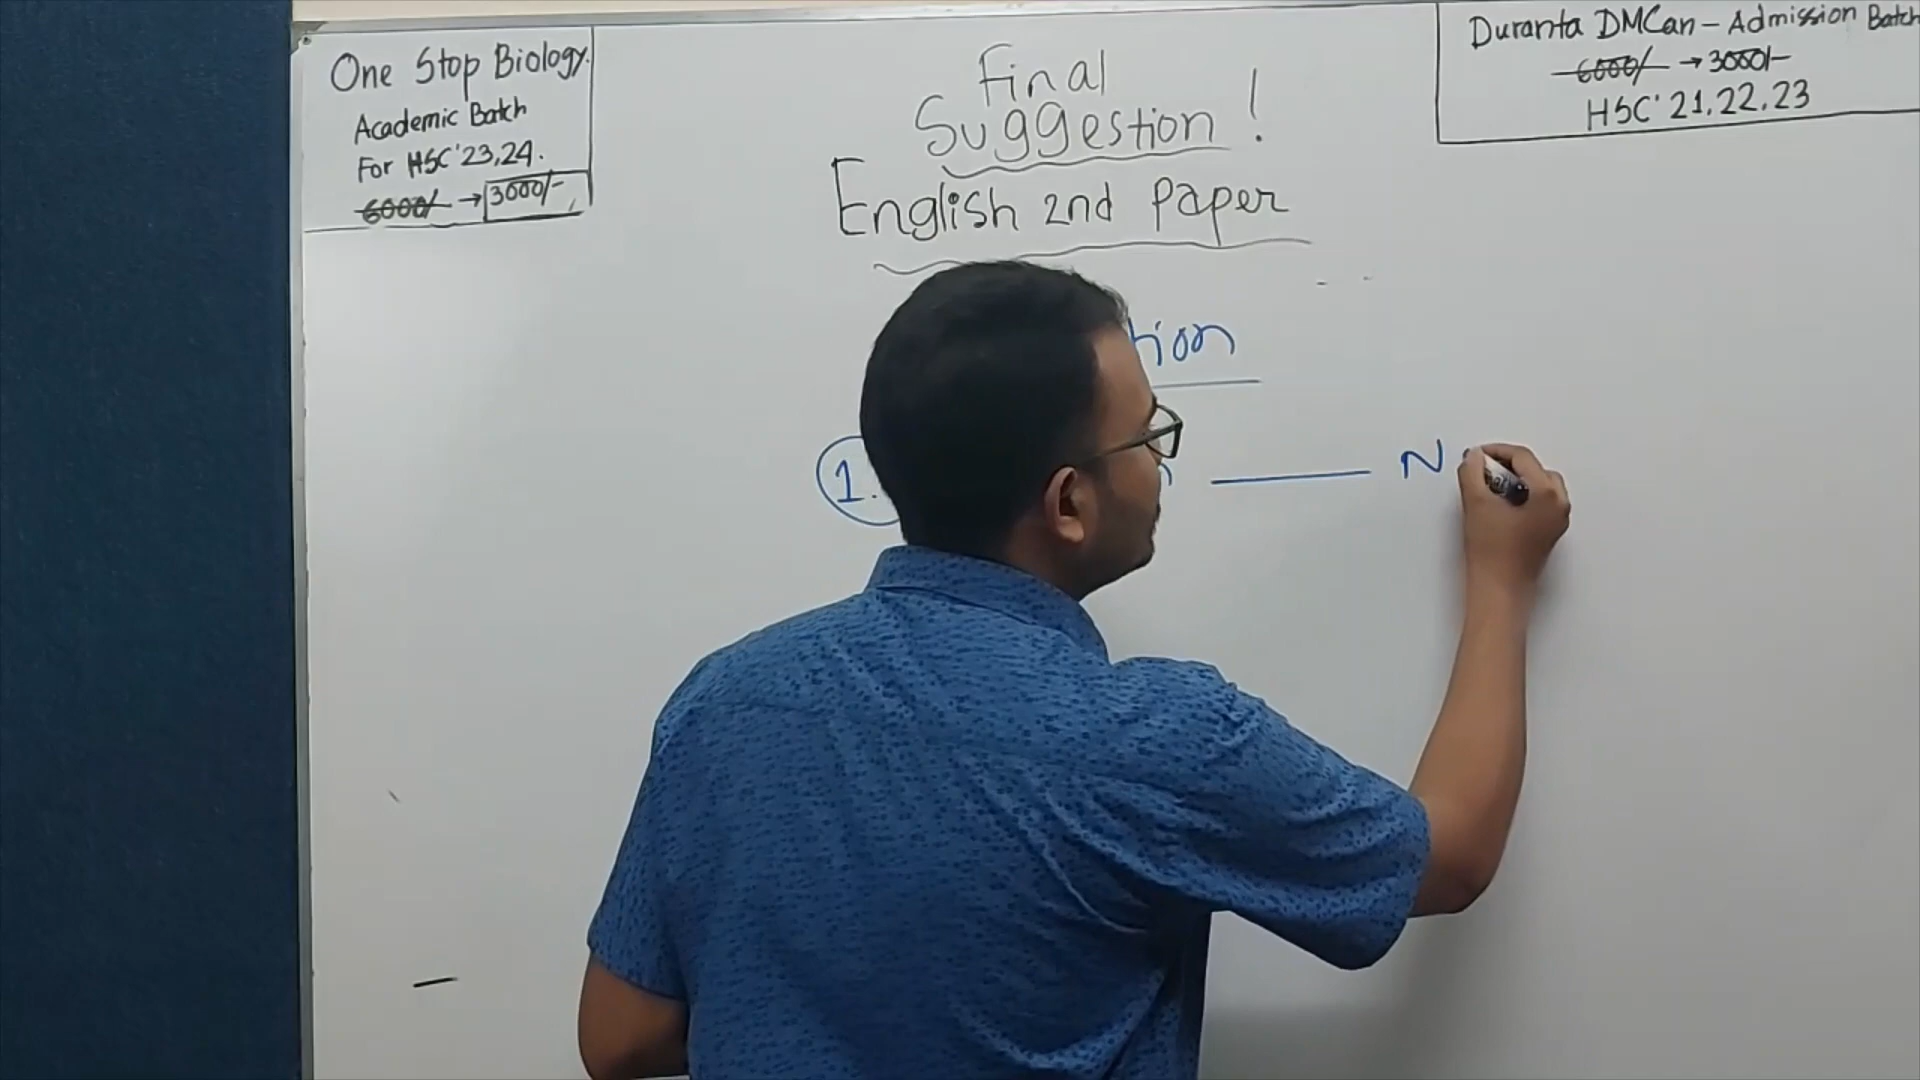 One Stop Biology.
Academic Batch
For HSC'23,24.
6000/- → 3000/-
Final
Suggestion!
English 2nd Paper
Duranta DMCan - Admission Batch
6000/- → 3000/-
HSC'21,22,23
1. N